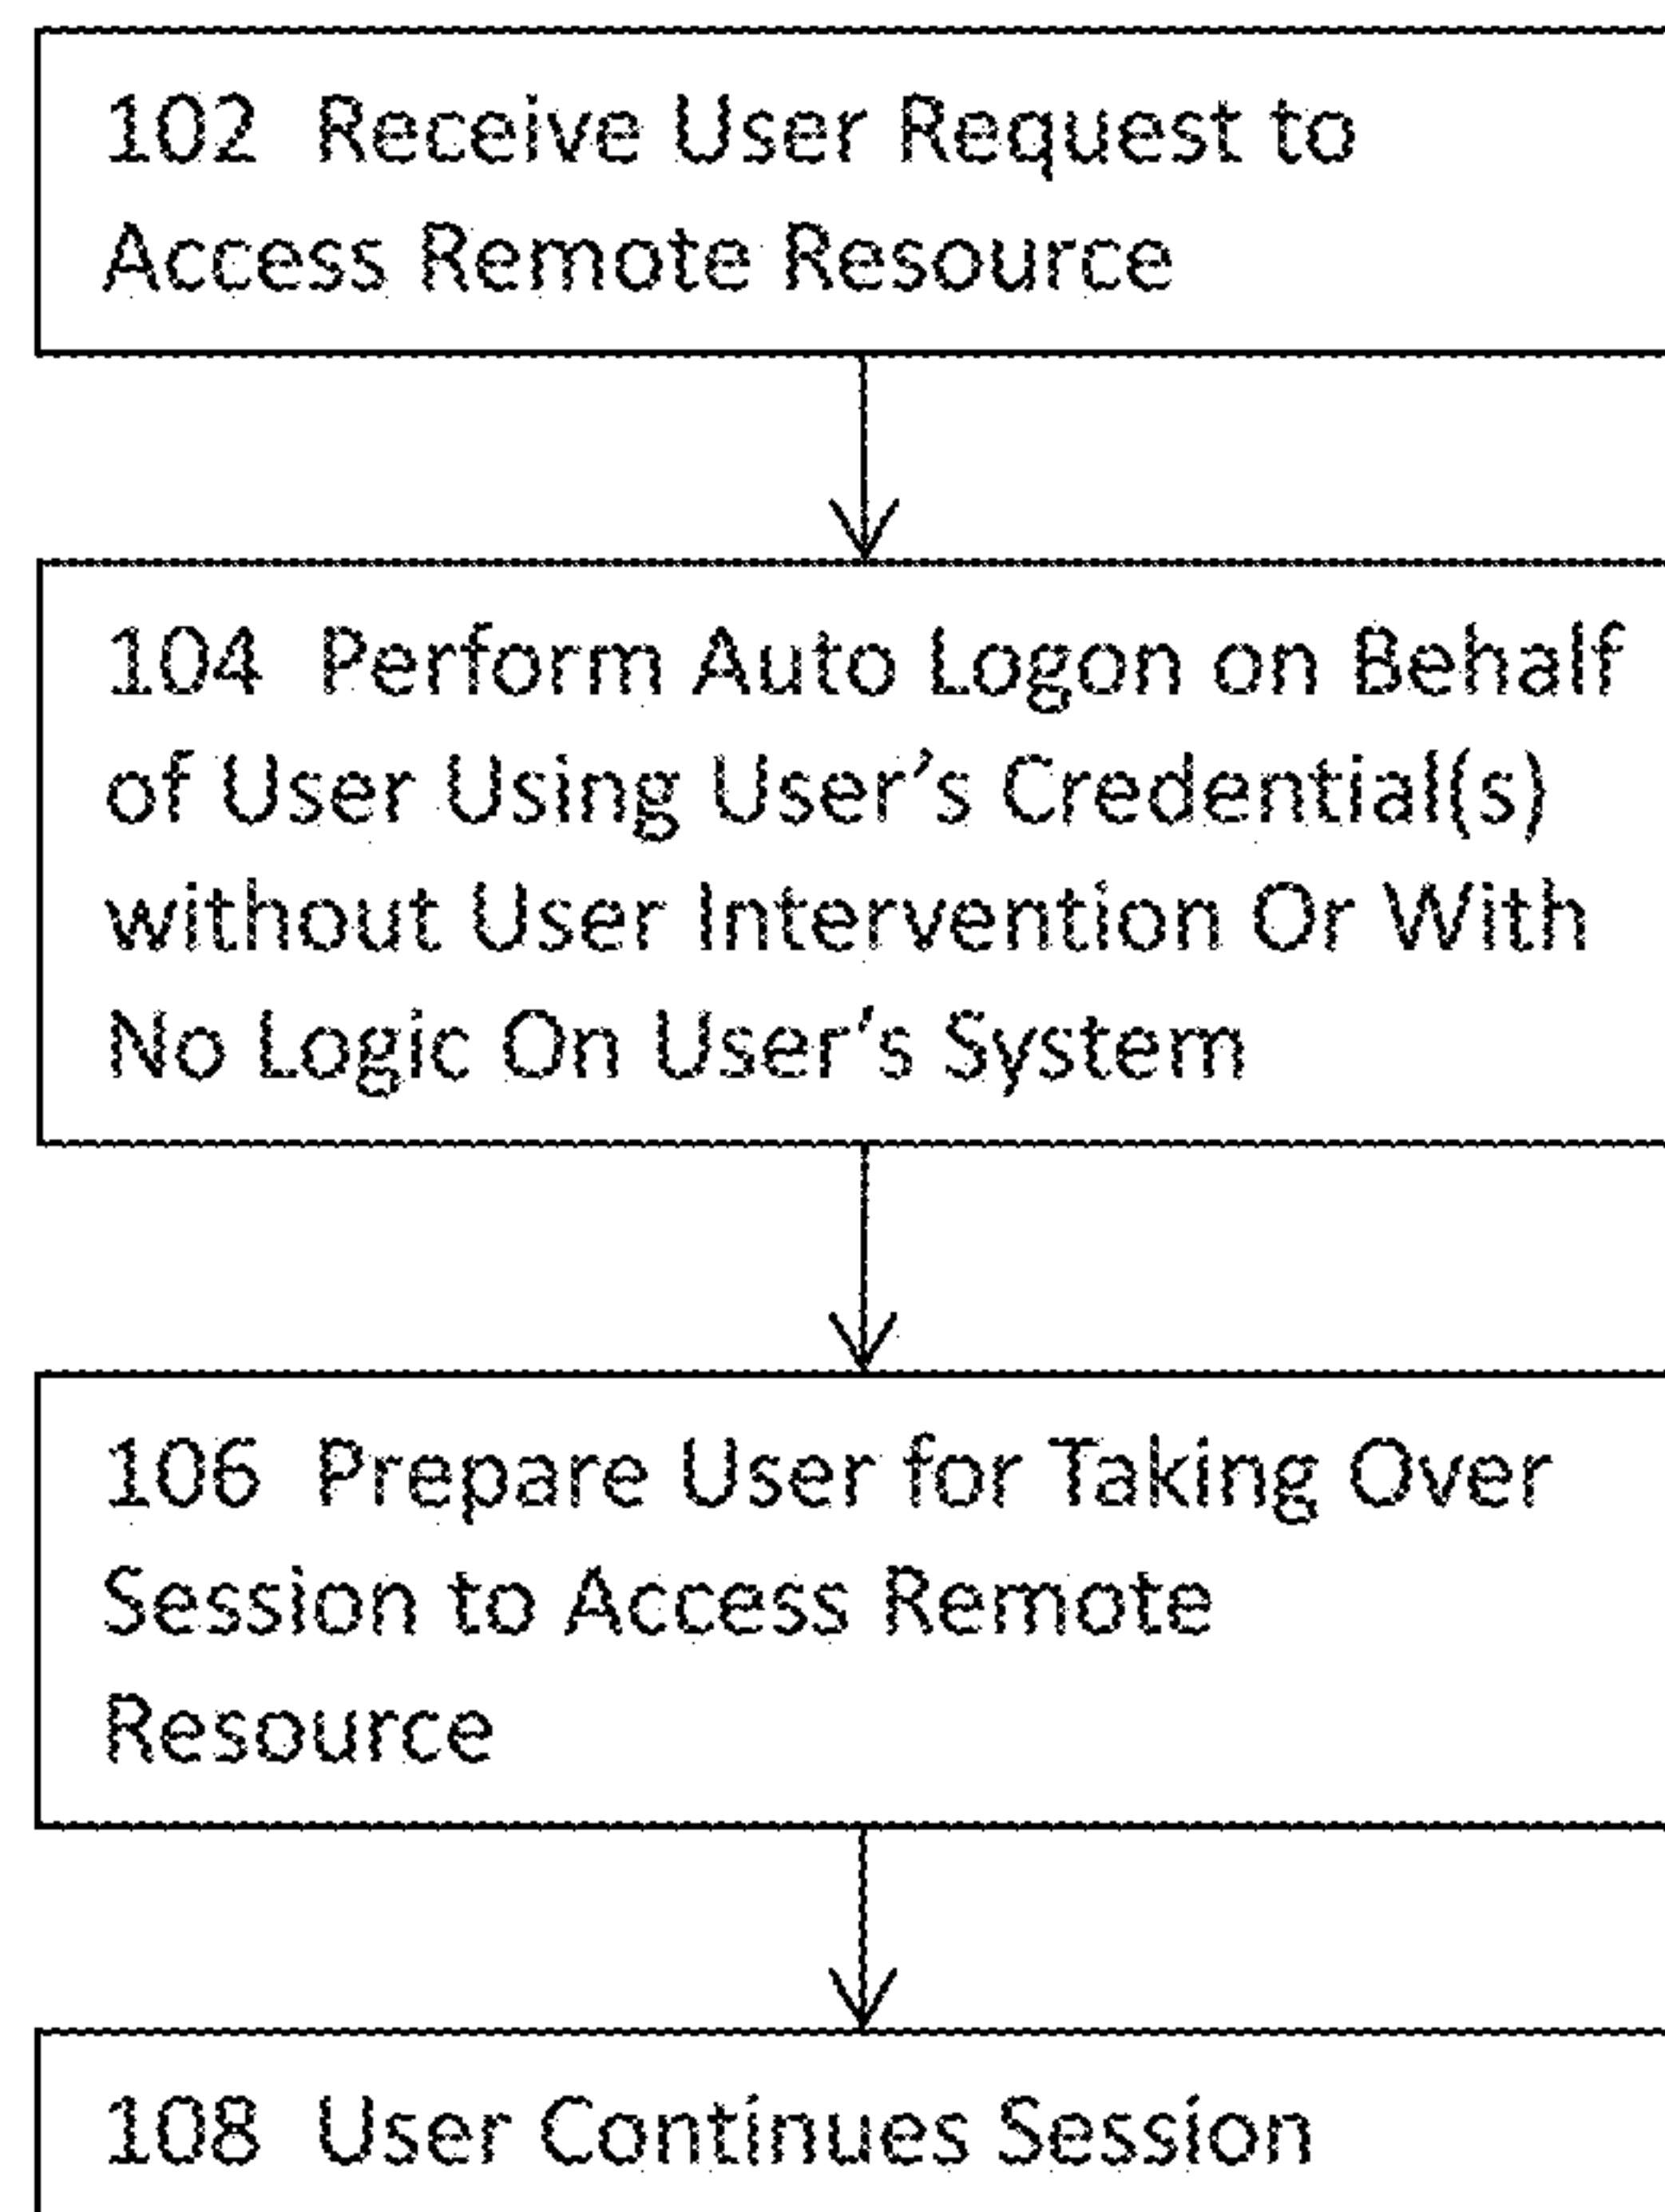 102 Receive User Request to
Access Remote Resource
104 Perform Auto Logon on Behalf
of User Using User's Credential(s)
without User Intervention Or With
No Logic On User's System
106 Prepare User for Taking Over
Session to Access Remote
Resource
108 User Continues Session